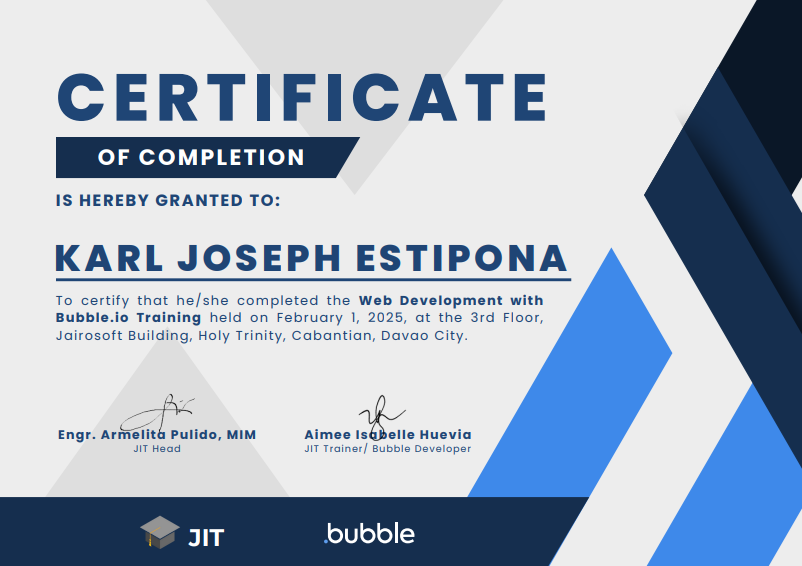 CERTIFICATE
OF COMPLETION
IS HEREBY GRANTED TO:
KARL JOSEPH ESTIPONA
To certify that he/she completed the Web Development with
Bubble.io Training held on February 1, 2025, at the 3rd Floor,
Jairosoft Building, Holy Trinity, Cabantian, Davao City.
Engr. Armelita Pulido, MIM
JIT Head
Aimee Isabelle Huevia
JIT Trainer/ Bubble Developer
JIT
.bubble